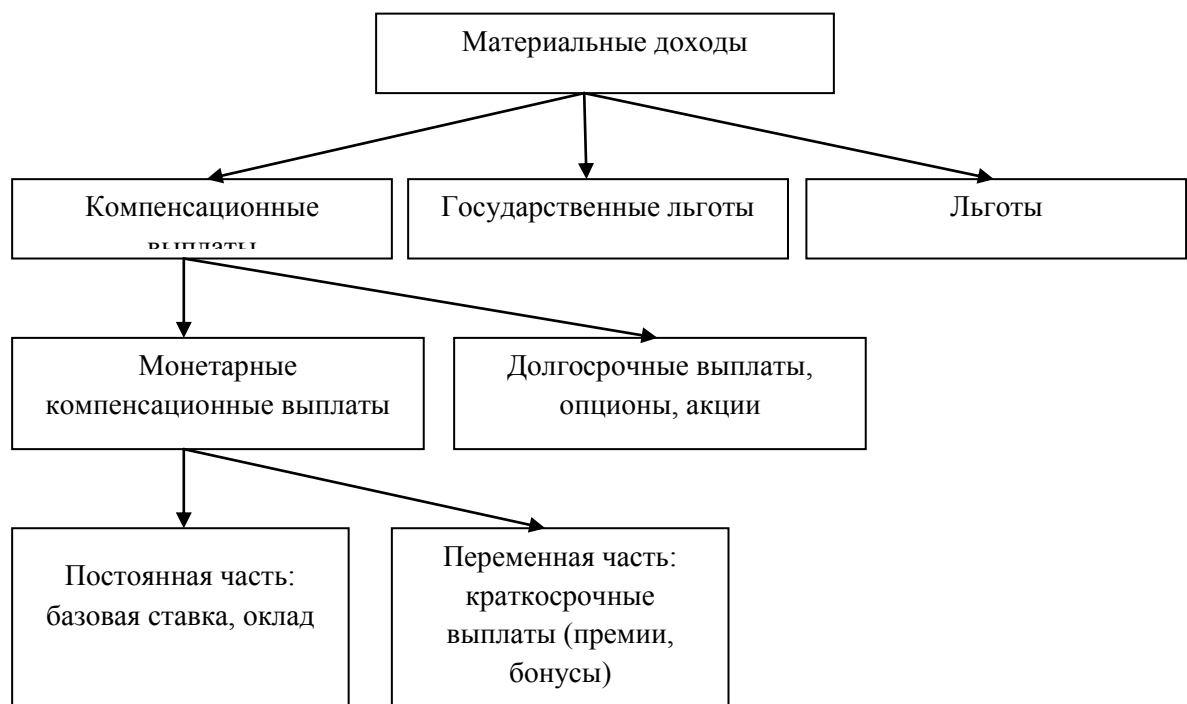 Материальные доходы
Компенсационные
выплаты
Государственные льготы
Льготы
Монетарные
компенсационные выплаты
Долгосрочные выплаты,
опционы, акции
Постоянная часть:
базовая ставка, оклад
Переменная часть:
краткосрочные
выплаты (премии,
бонусы)